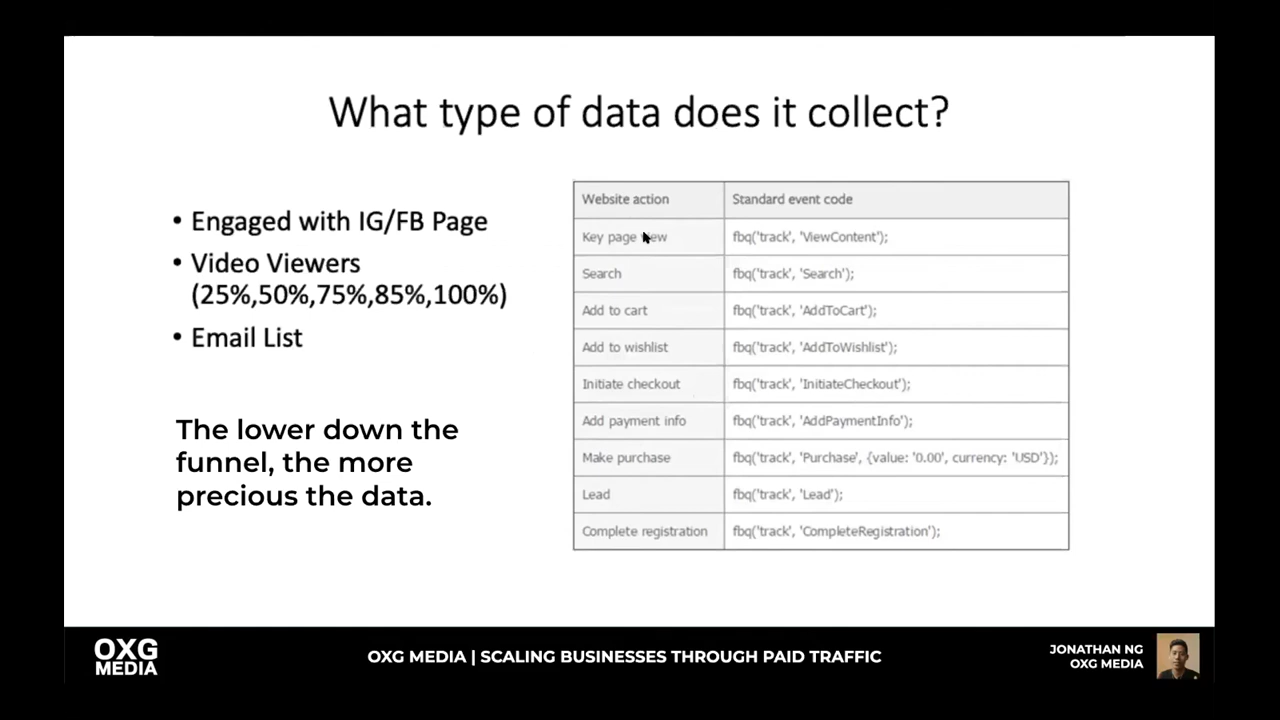 What type of data does it collect?
• Engaged with IG/FB Page
• Video Viewers
(25%,50%,75%,85%,100%)
• Email List
The lower down the
funnel, the more
precious the data.
Website action Standard event code
Key page view fbq('track', 'ViewContent');
Search fbq('track', 'Search');
Add to cart fbq('track', 'AddToCart');
Add to wishlist fbq('track', 'AddToWishlist');
Initiate checkout fbq('track', 'InitiateCheckout');
Add payment info fbq('track', 'AddPaymentInfo');
Make purchase fbq('track', 'Purchase', {value: '0.00', currency: 'USD'});
Lead fbq('track', 'Lead');
Complete registration fbq('track', 'CompleteRegistration');
OXG
MEDIA
OXG MEDIA | SCALING BUSINESSES THROUGH PAID TRAFFIC
JONATHAN NG
OXG MEDIA